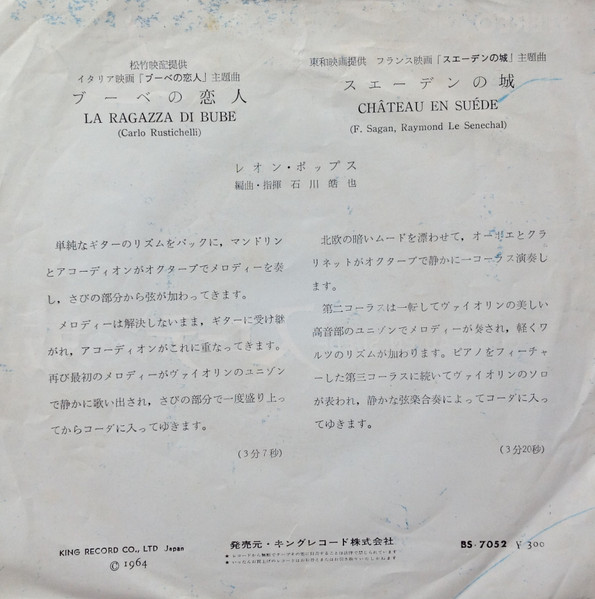 松竹映配提供
イタリア映画「ブーベの恋人」主題曲
ブーベの恋人
LA RAGAZZA DI BUBE
(Carlo Rustichelli)
東和映画提供 フランス映画「スエーデンの城」主題曲
スエーデンの城
CHÂTEAU EN SUÉDE
(F. Sagan, Raymond Le Senechal)
レオン・ポップス
編曲・指揮 石川皓也
単純なギターのリズムをバックに，マンドリン
とアコーディオンがオクターブでメロディーを奏
し，さびの部分から弦が加わってきます。
メロディーは解決しないまま，ギターに受け継
がれ，アコーディオンがこれに重なってきます。
再び最初のメロディーがヴァイオリンのユニゾン
で静かに歌い出され，さびの部分で一度盛り上っ
てからコーダに入ってゆきます。
(3分7秒)
北欧の暗いムードを漂わせて，オーボエとクラ
リネットがオクターブで静かに一コーラス演奏し
ます。
第二コーラスは一転してヴァイオリンの美しい
高音部のユニゾンでメロディーが奏され，軽くワ
ルツのリズムが加わります。ピアノをフィーチャ
ーした第三コーラスに続いてヴァイオリンのソロ
が表われ，静かな弦楽合奏によってコーダに入っ
てゆきます。
(3分20秒)
KING RECORD CO., LTD Japan
© 1964
発売元・キングレコード株式会社
BS-7052 ¥300